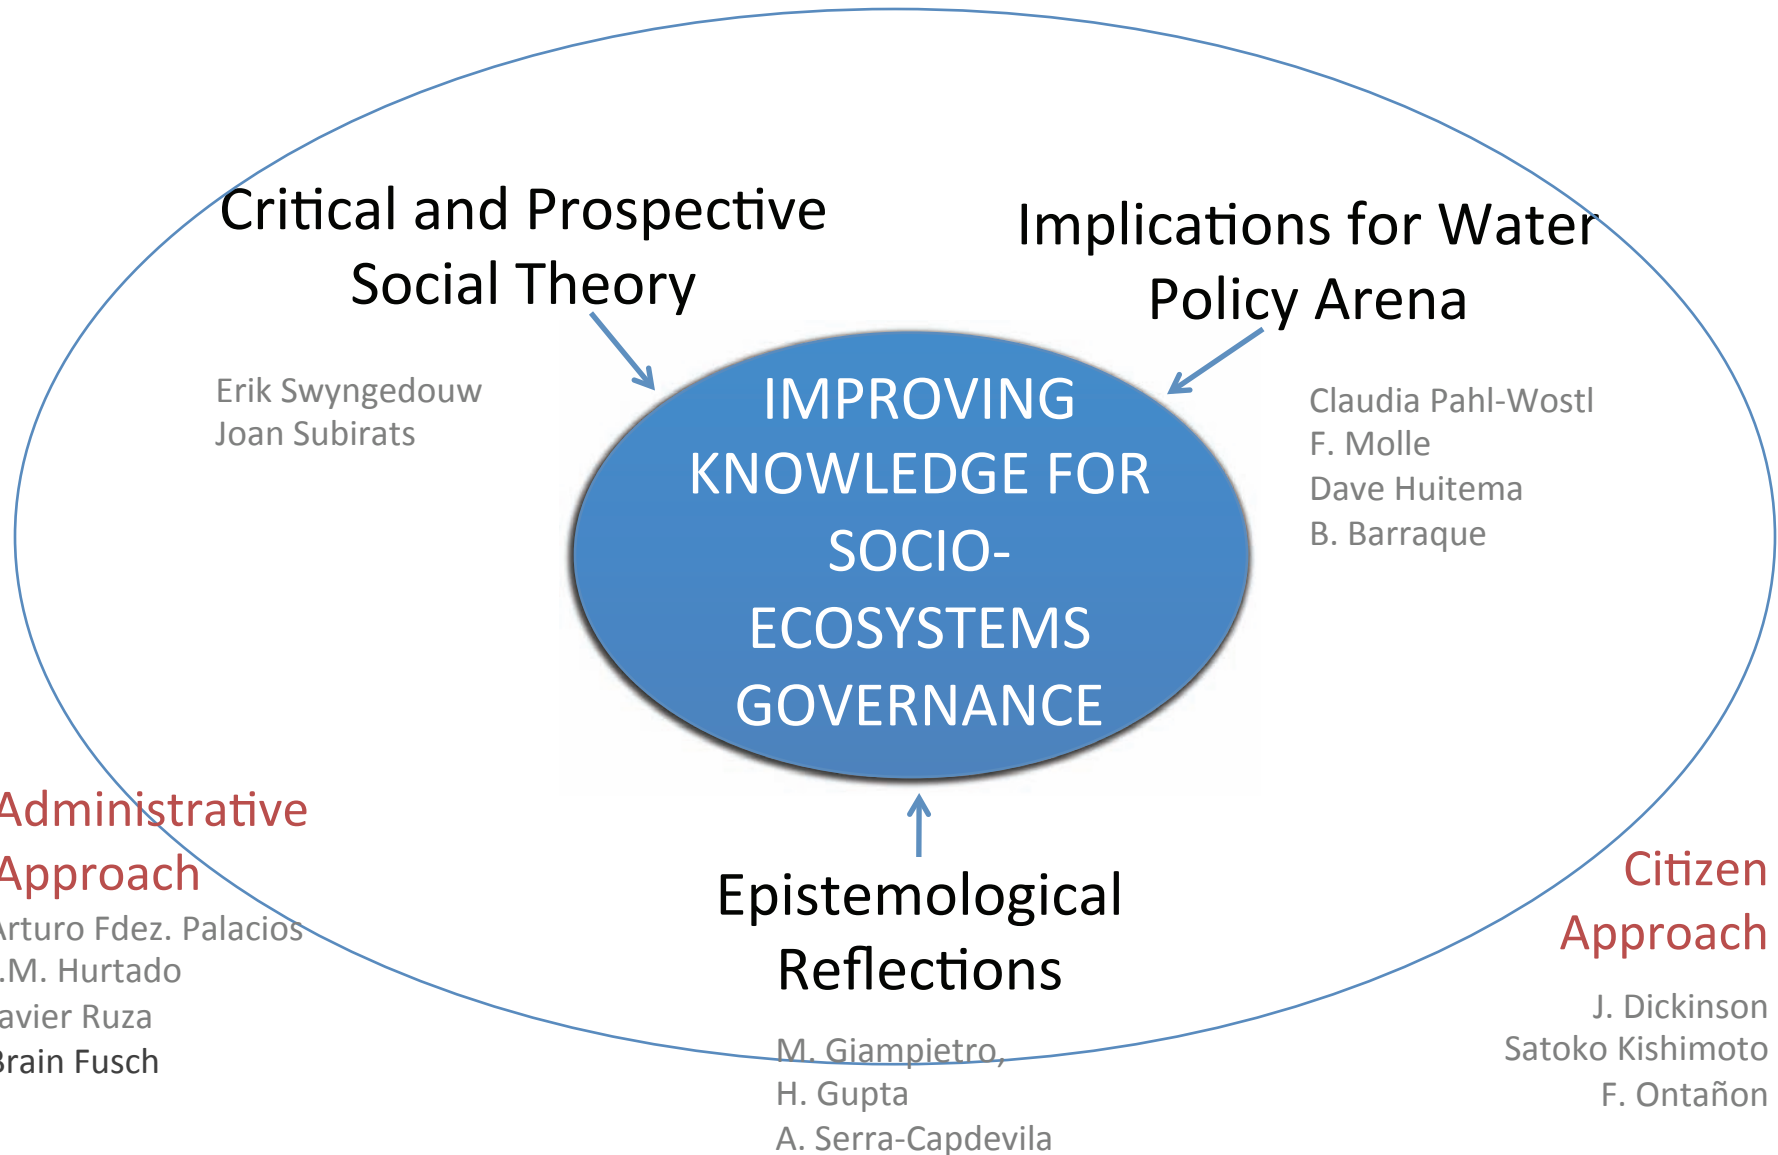 Critical and Prospective
Social Theory
Erik Swyngedouw
Joan Subirats
Implications for Water
Policy Arena
Claudia Pahl-Wostl
F. Molle
Dave Huitema
B. Barraque
IMPROVING
KNOWLEDGE FOR
SOCIO-
ECOSYSTEMS
GOVERNANCE
Administrative
Approach
Arturo Fdez. Palacios
.M. Hurtado
avier Ruza
Brain Fusch
Epistemological
Reflections
M. Giampietro,
H. Gupta
A. Serra-Capdevila
Citizen
Approach
J. Dickinson
Satoko Kishimoto
F. Ontañon